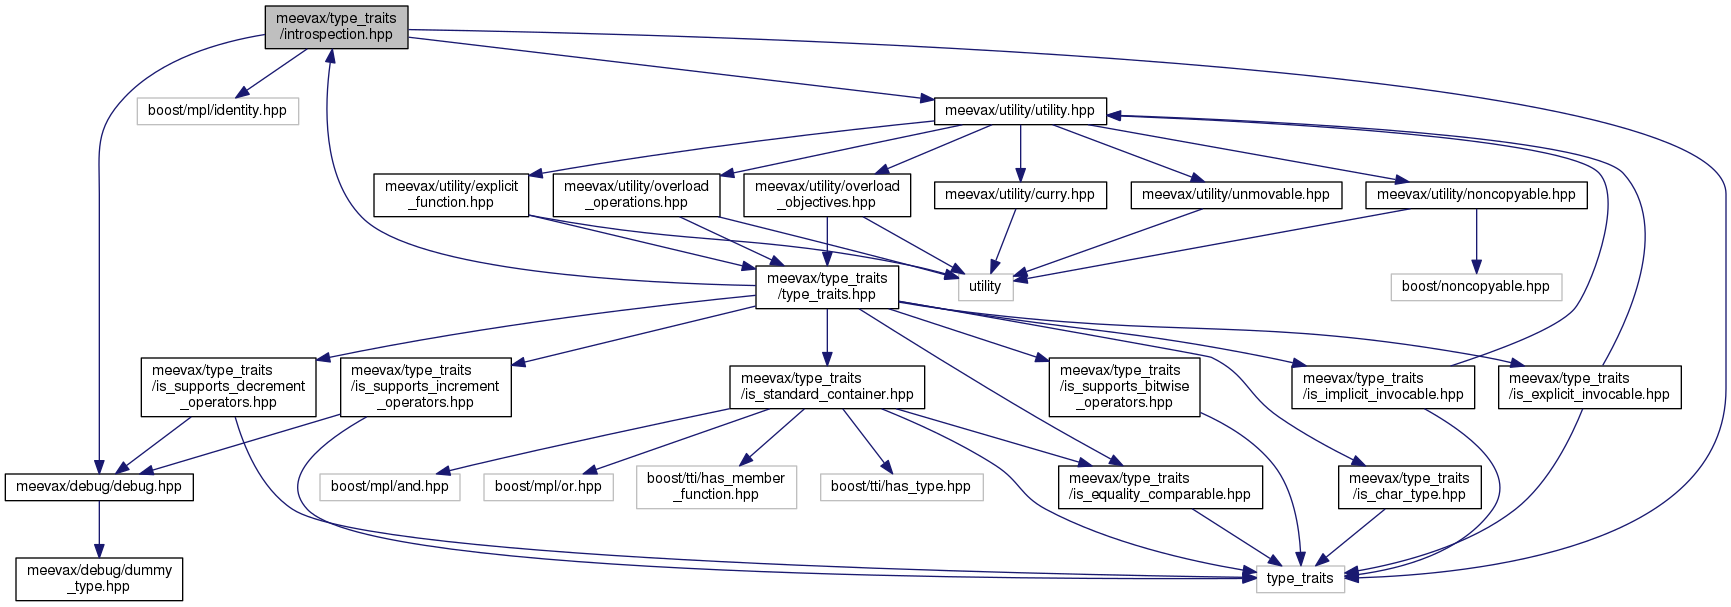 meevax/type_traits
/introspection.hpp
boost/mpl/identity.hpp
meevax/utility/utility.hpp
meevax/utility/explicit
_function.hpp
meevax/utility/overload
_operations.hpp
meevax/utility/overload
_objectives.hpp
meevax/utility/curry.hpp
meevax/utility/unmovable.hpp
meevax/utility/noncopyable.hpp
meevax/type_traits
/type_traits.hpp
utility
boost/noncopyable.hpp
meevax/type_traits
/is_supports_decrement
_operators.hpp
meevax/type_traits
/is_supports_increment
_operators.hpp
meevax/type_traits
/is_standard_container.hpp
meevax/type_traits
/is_supports_bitwise
_operators.hpp
meevax/type_traits
/is_implicit_invocable.hpp
meevax/type_traits
/is_explicit_invocable.hpp
meevax/debug/debug.hpp
boost/mpl/and.hpp
boost/mpl/or.hpp
boost/tti/has_member
_function.hpp
boost/tti/has_type.hpp
meevax/type_traits
/is_equality_comparable.hpp
meevax/type_traits
/is_char_type.hpp
meevax/debug/dummy
_type.hpp
type_traits